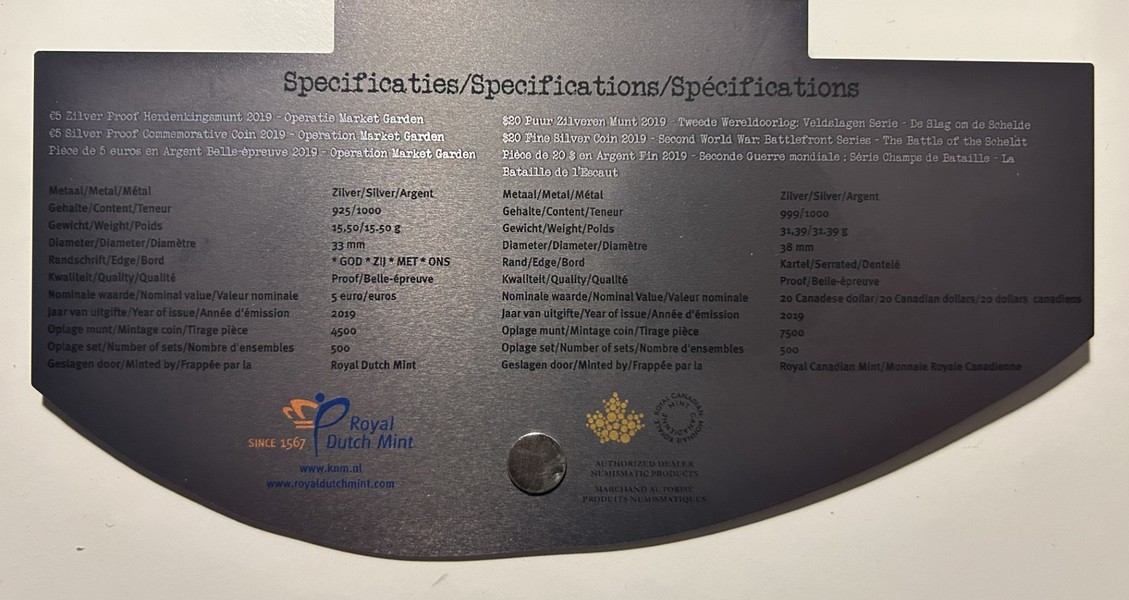 Specificaties/Specifications/Spécifications
€5 Zilver Proof Herdenkingsmunt 2019 - Operatie Market Garden
€5 Silver Proof Commemorative Coin 2019 - Operation Market Garden
Pièce de 5 euros en Argent Belle-épreuve 2019 - Operation Market Garden
Metaal/Metal/Métal Zilver/Silver/Argent
Gehalte/Content/Teneur 925/1000
Gewicht/Weight/Poids 15.50/15.50 g
Diameter/Diameter/Diamètre 33 mm
Randschrift/Edge/Bord * GOD * ZIJ * MET * ONS
Kwaliteit/Quality/Qualité Proof/Belle-épreuve
Nominale waarde/Nominal value/Valeur nominale 5 euro/euros
Jaar van uitgifte/Year of issue/Année d'émission 2019
Oplage munt/Mintage coin/Tirage pièce 4500
Oplage set/Number of sets/Nombre d'ensembles 500
Geslagen door/Minted by/Frappée par la Royal Dutch Mint
SINCE 1567
Royal
Dutch Mint
www.knm.nl
www.royaldutchmint.com
$20 Puur Zilveren Munt 2019 - Tweede Wereldoorlog: Veldslagen Serie - De Slag om de Schelde
$20 Fine Silver Coin 2019 - Second World War: Battlefront Series - The Battle of the Scheldt
Pièce de 20 $ en Argent Fin 2019 - Seconde Guerre mondiale : Série Champs de Bataille - La
Bataille de l'Escaut
Metaal/Metal/Métal Zilver/Silver/Argent
Gehalte/Content/Teneur 999/1000
Gewicht/Weight/Poids 31.39/31.39 g
Diameter/Diameter/Diamètre 38 mm
Rand/Edge/Bord Kartel/Serrated/Dentelé
Kwaliteit/Quality/Qualité Proof/Belle-épreuve
Nominale waarde/Nominal Value/Valeur nominale 20 Canadese dollar/20 Canadian dollars/20 dollars canadiens
Jaar van uitgifte/Year of issue/Année d'émission 2019
Oplage munt/Mintage coin/Tirage pièce 7500
Oplage set/Number of sets/Nombre d'ensembles 500
Geslagen door/Minted by/Frappée par la Royal Canadian Mint/Monnaie Royale Canadienne
ROYAL CANADIAN MINT
MONNAIE ROYALE CANADIENNE
AUTHORIZED DEALER
NUMISMATIC PRODUCTS
MARCHAND AUTORISÉ
PRODUITS NUMISMATIQUES